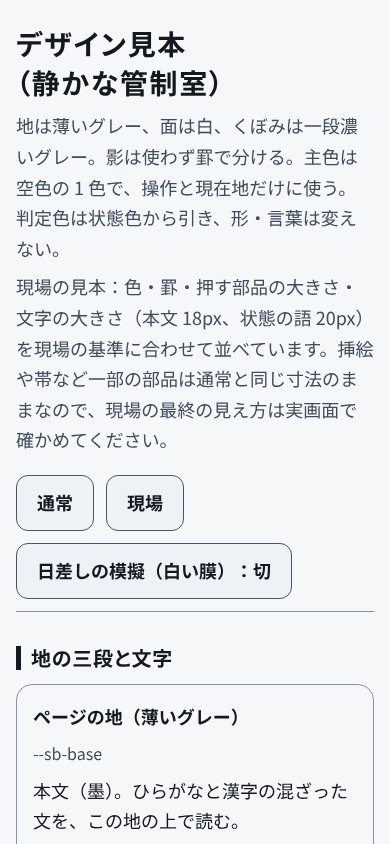 デザイン見本
（静かな管制室）
地は薄いグレー、面は白、くぼみは一段濃
いグレー。影は使わず罫で分ける。主色は
空色の 1 色で、操作と現在地だけに使う。
判定色は状態色から引き、形・言葉は変え
ない。
現場の見本：色・罫・押す部品の大きさ・
文字の大きさ（本文 18px、状態の語 20px）
を現場の基準に合わせて並べています。挿絵
や帯など一部の部品は通常と同じ寸法のま
まなので、現場の最終の見え方は実画面で
確かめてください。
通常 現場
日差しの模擬（白い膜）：切
地の三段と文字
ページの地（薄いグレー）
--sb-base
本文（墨）。ひらがなと漢字の混ざった
文を、この地の上で読む。